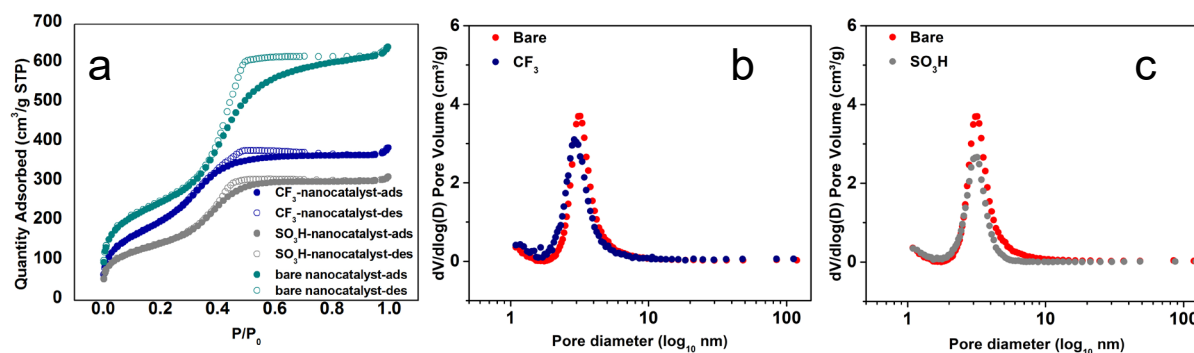 a
Quantity Adsorbed (cm³/g STP)
700
600
500
400
300
200
100
0
0.0 0.2 0.4 0.6 0.8 1.0
P/P₀
CF₃-nanocatalyst-ads
CF₃-nanocatalyst-des
SO₃H-nanocatalyst-ads
SO₃H-nanocatalyst-des
bare nanocatalyst-ads
bare nanocatalyst-des
b
dV/dlog(D) Pore Volume (cm³/g)
6
4
2
0
1 10 100
Pore diameter (log₁₀ nm)
Bare
CF₃
c
dV/dlog(D) Pore Volume (cm³/g)
6
4
2
0
1 10 100
Pore diameter (log₁₀ nm)
Bare
SO₃H